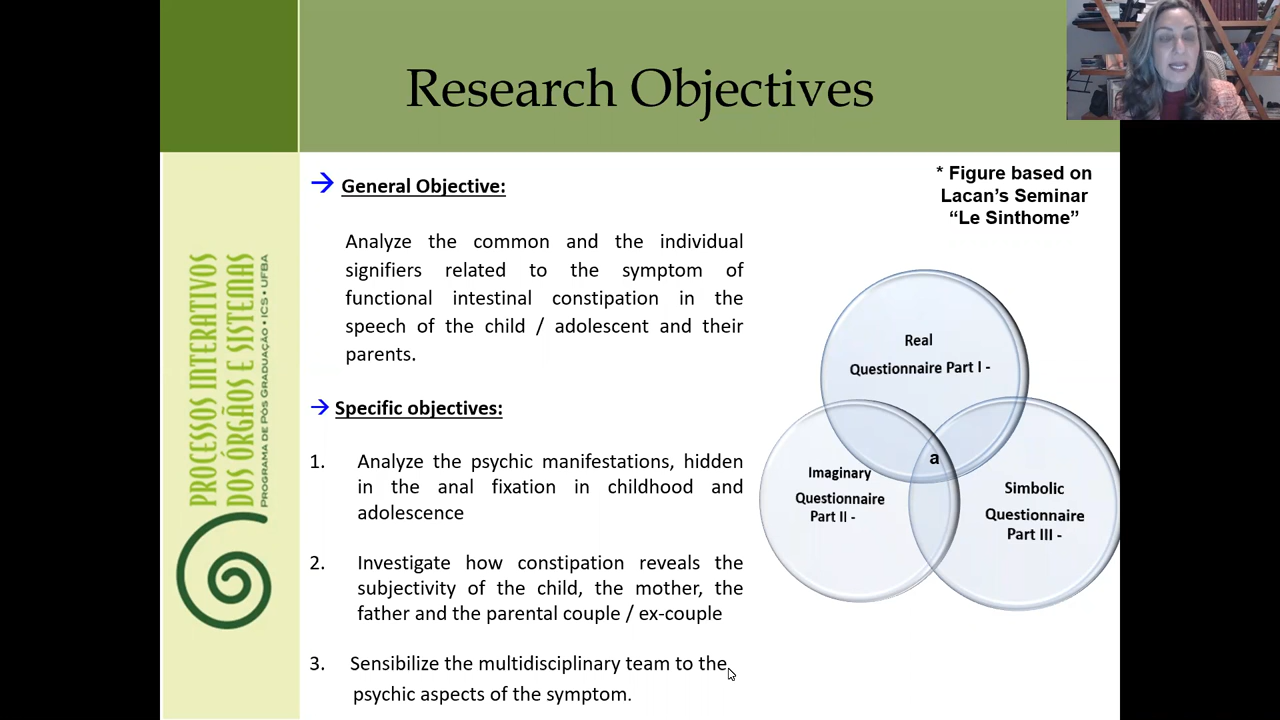 Research Objectives
PROCESSOS INTERATIVOS
DOS ÓRGÃOS E SISTEMAS
PROGRAMA DE PÓS GRADUAÇÃO • ICS • UFBA
→ General Objective:
Analyze the common and the individual
signifiers related to the symptom of
functional intestinal constipation in the
speech of the child / adolescent and their
parents.
→ Specific objectives:
1. Analyze the psychic manifestations, hidden
in the anal fixation in childhood and
adolescence
2. Investigate how constipation reveals the
subjectivity of the child, the mother, the
father and the parental couple / ex-couple
3. Sensibilize the multidisciplinary team to the
psychic aspects of the symptom.
* Figure based on
Lacan’s Seminar
“Le Sinthome”
Real
Questionnaire Part I -
a
Imaginary
Questionnaire
Part II -
Simbolic
Questionnaire
Part III -